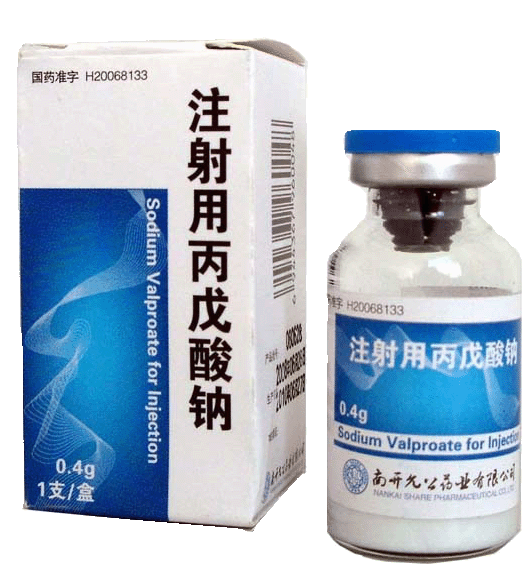 国药准字 H20068133
注射用丙戊酸钠
Sodium Valproate for Injection
0.4g
1支/盒
准字 H20068133
注射用丙戊酸钠
0.4g
Sodium Valproate for Injection
南开允公药业有限公司
NANKAI SHARE PHARMACEUTICAL CO.,LTD